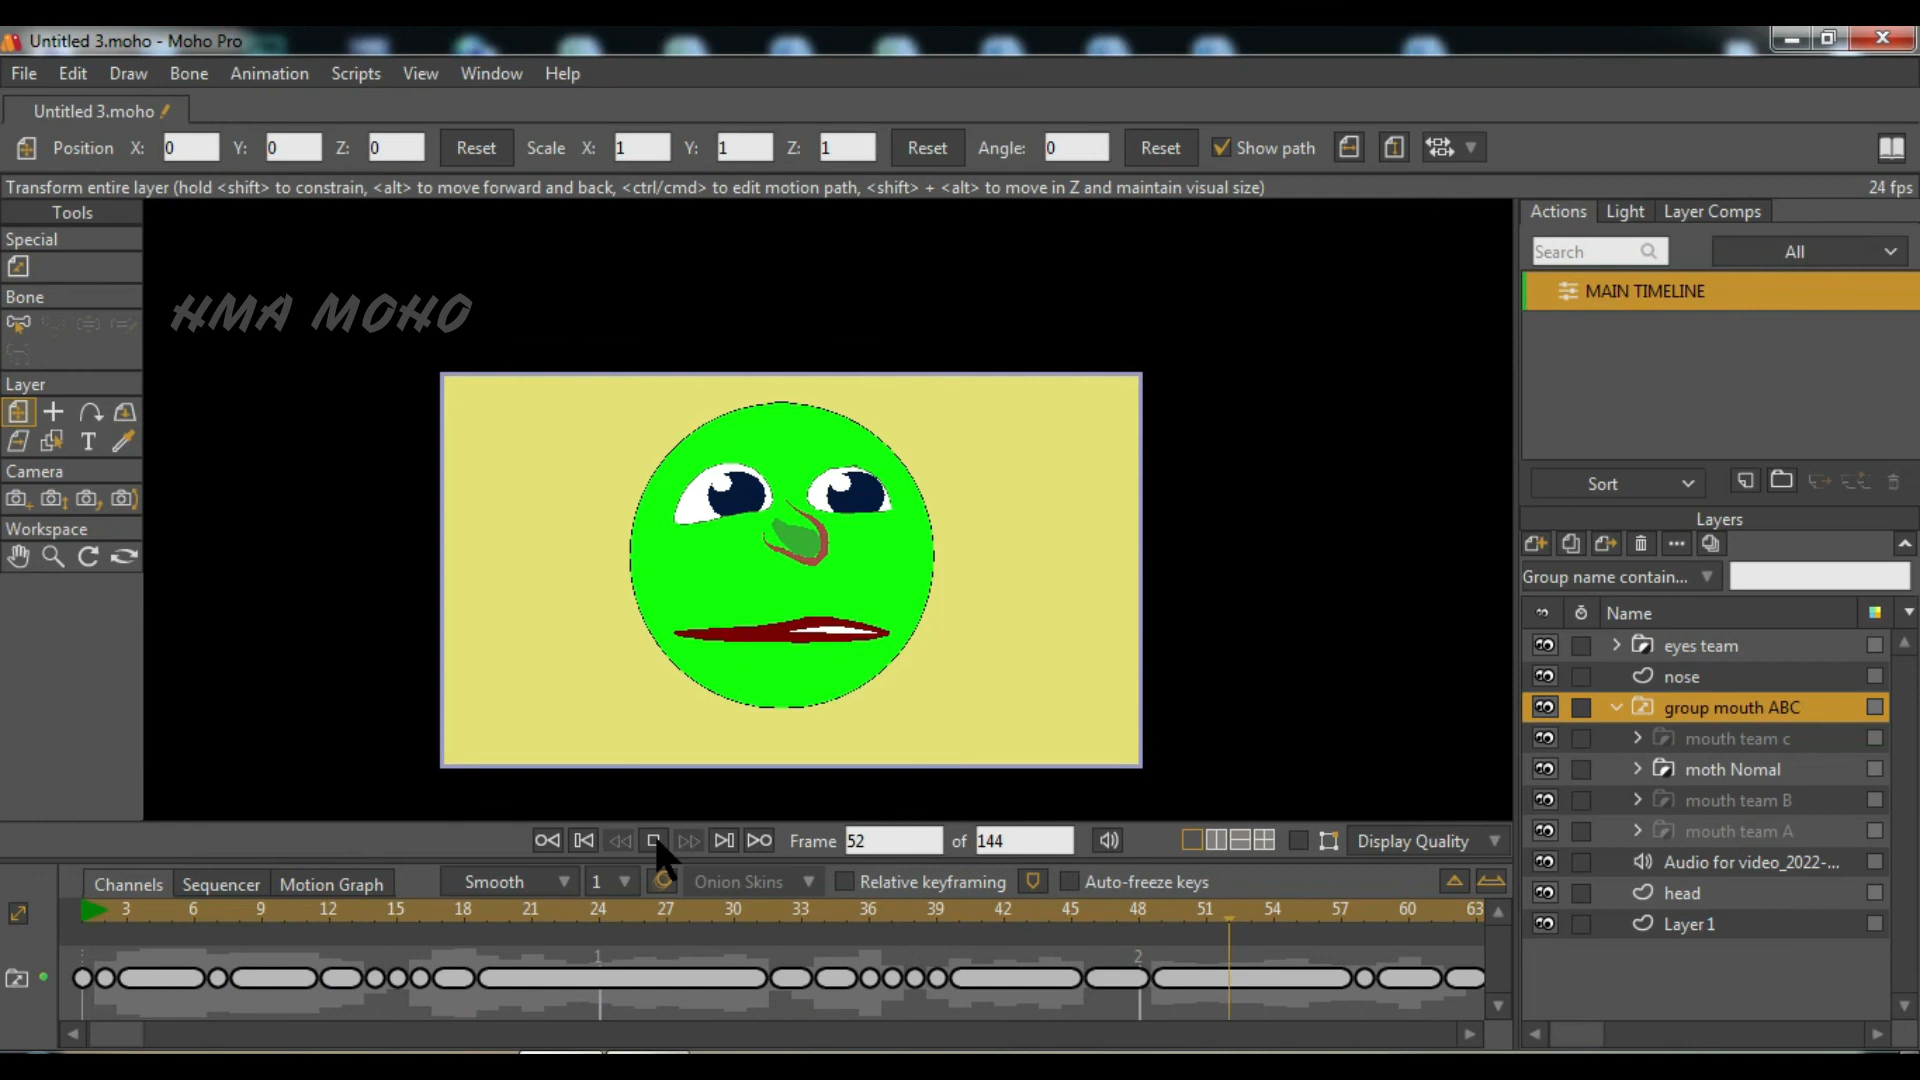 Untitled 3.moho - Moho Pro
File Edit Draw Bone Animation Scripts View Window Help
Untitled 3.moho
Position X: 0 Y: 0 Z: 0 Reset Scale X: 1 Y: 1 Z: 1 Reset Angle: 0 Reset Show path
Transform entire layer (hold <shift> to constrain, <alt> to move forward and back, <ctrl/cmd> to edit motion path, <shift> + <alt> to move in Z and maintain visual size) 24 fps
Tools
Special
Bone
Layer
T
Camera
Workspace
HMA MOHO
Actions Light Layer Comps
Search All
MAIN TIMELINE
Sort
Layers
Group name contain...
Name
eyes team
nose
group mouth ABC
mouth team c
moth Nomal
mouth team B
mouth team A
Audio for video_2022-...
head
Layer 1
Frame 52 of 144 Display Quality
Channels Sequencer Motion Graph Smooth 1 Onion Skins Relative keyframing Auto-freeze keys
3 6 9 12 15 18 21 24 27 30 33 36 39 42 45 48 51 54 57 60 63
1 2